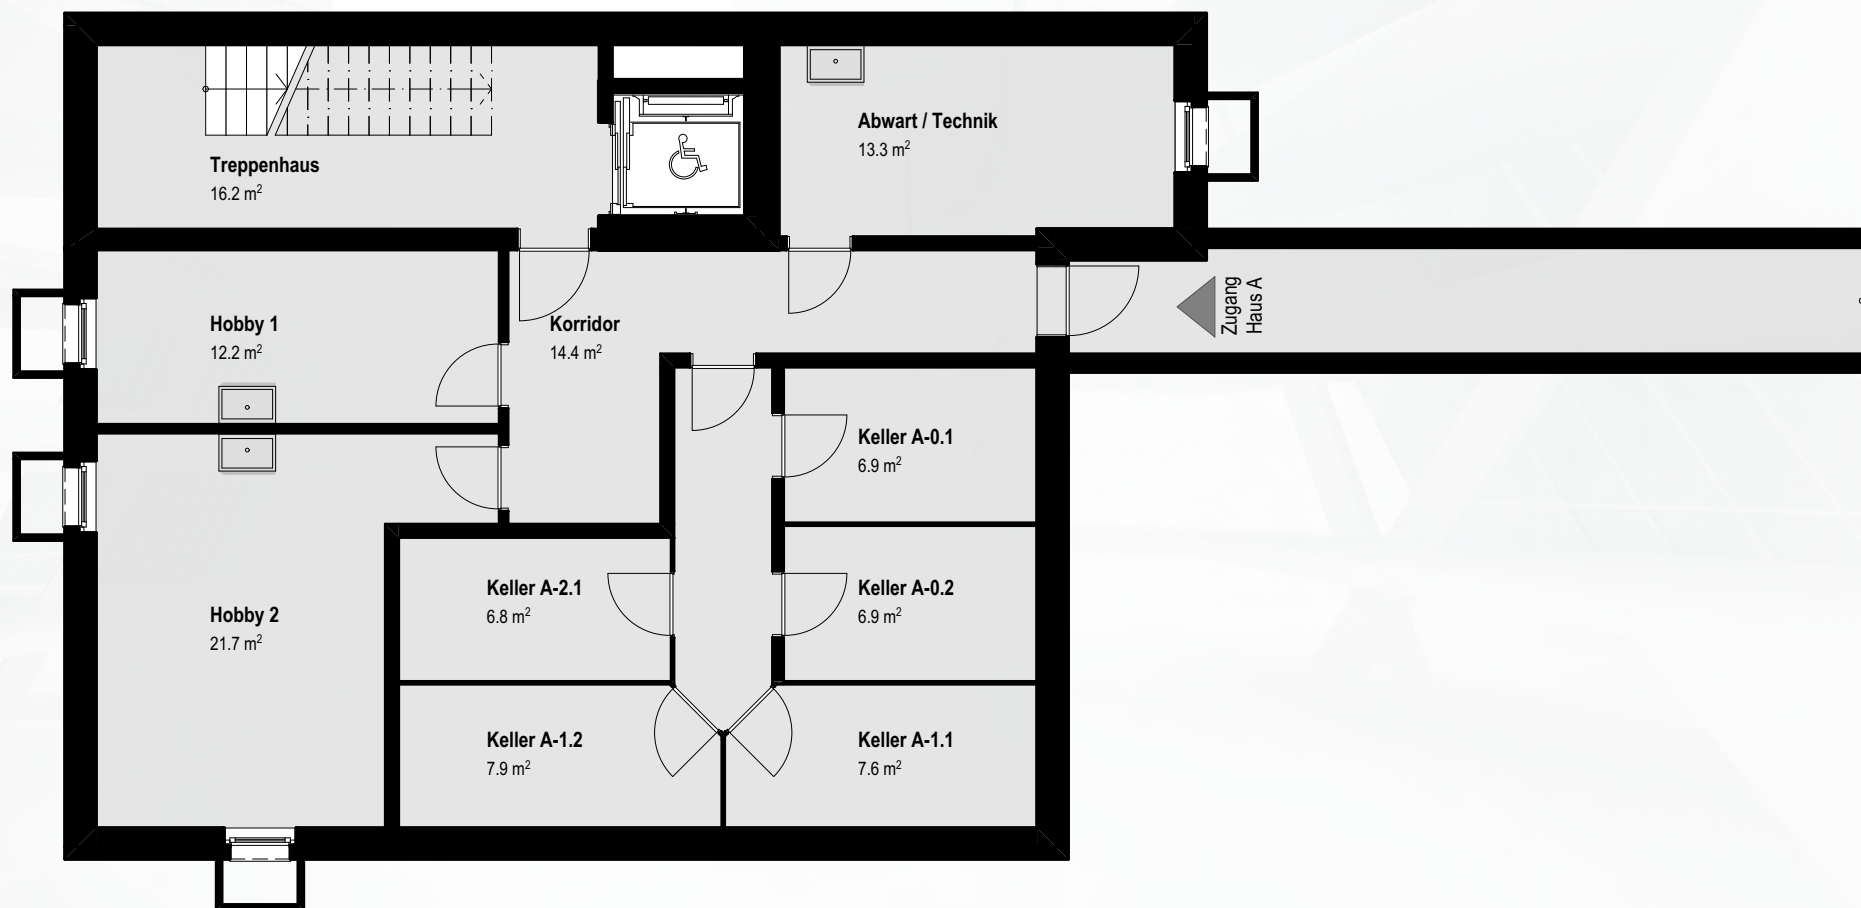 Treppenhaus
16.2 m²
Abwart / Technik
13.3 m²
Hobby 1
12.2 m²
Korridor
14.4 m²
Zugang
Haus A
Keller A-0.1
6.9 m²
Keller A-2.1
6.8 m²
Keller A-0.2
6.9 m²
Hobby 2
21.7 m²
Keller A-1.2
7.9 m²
Keller A-1.1
7.6 m²